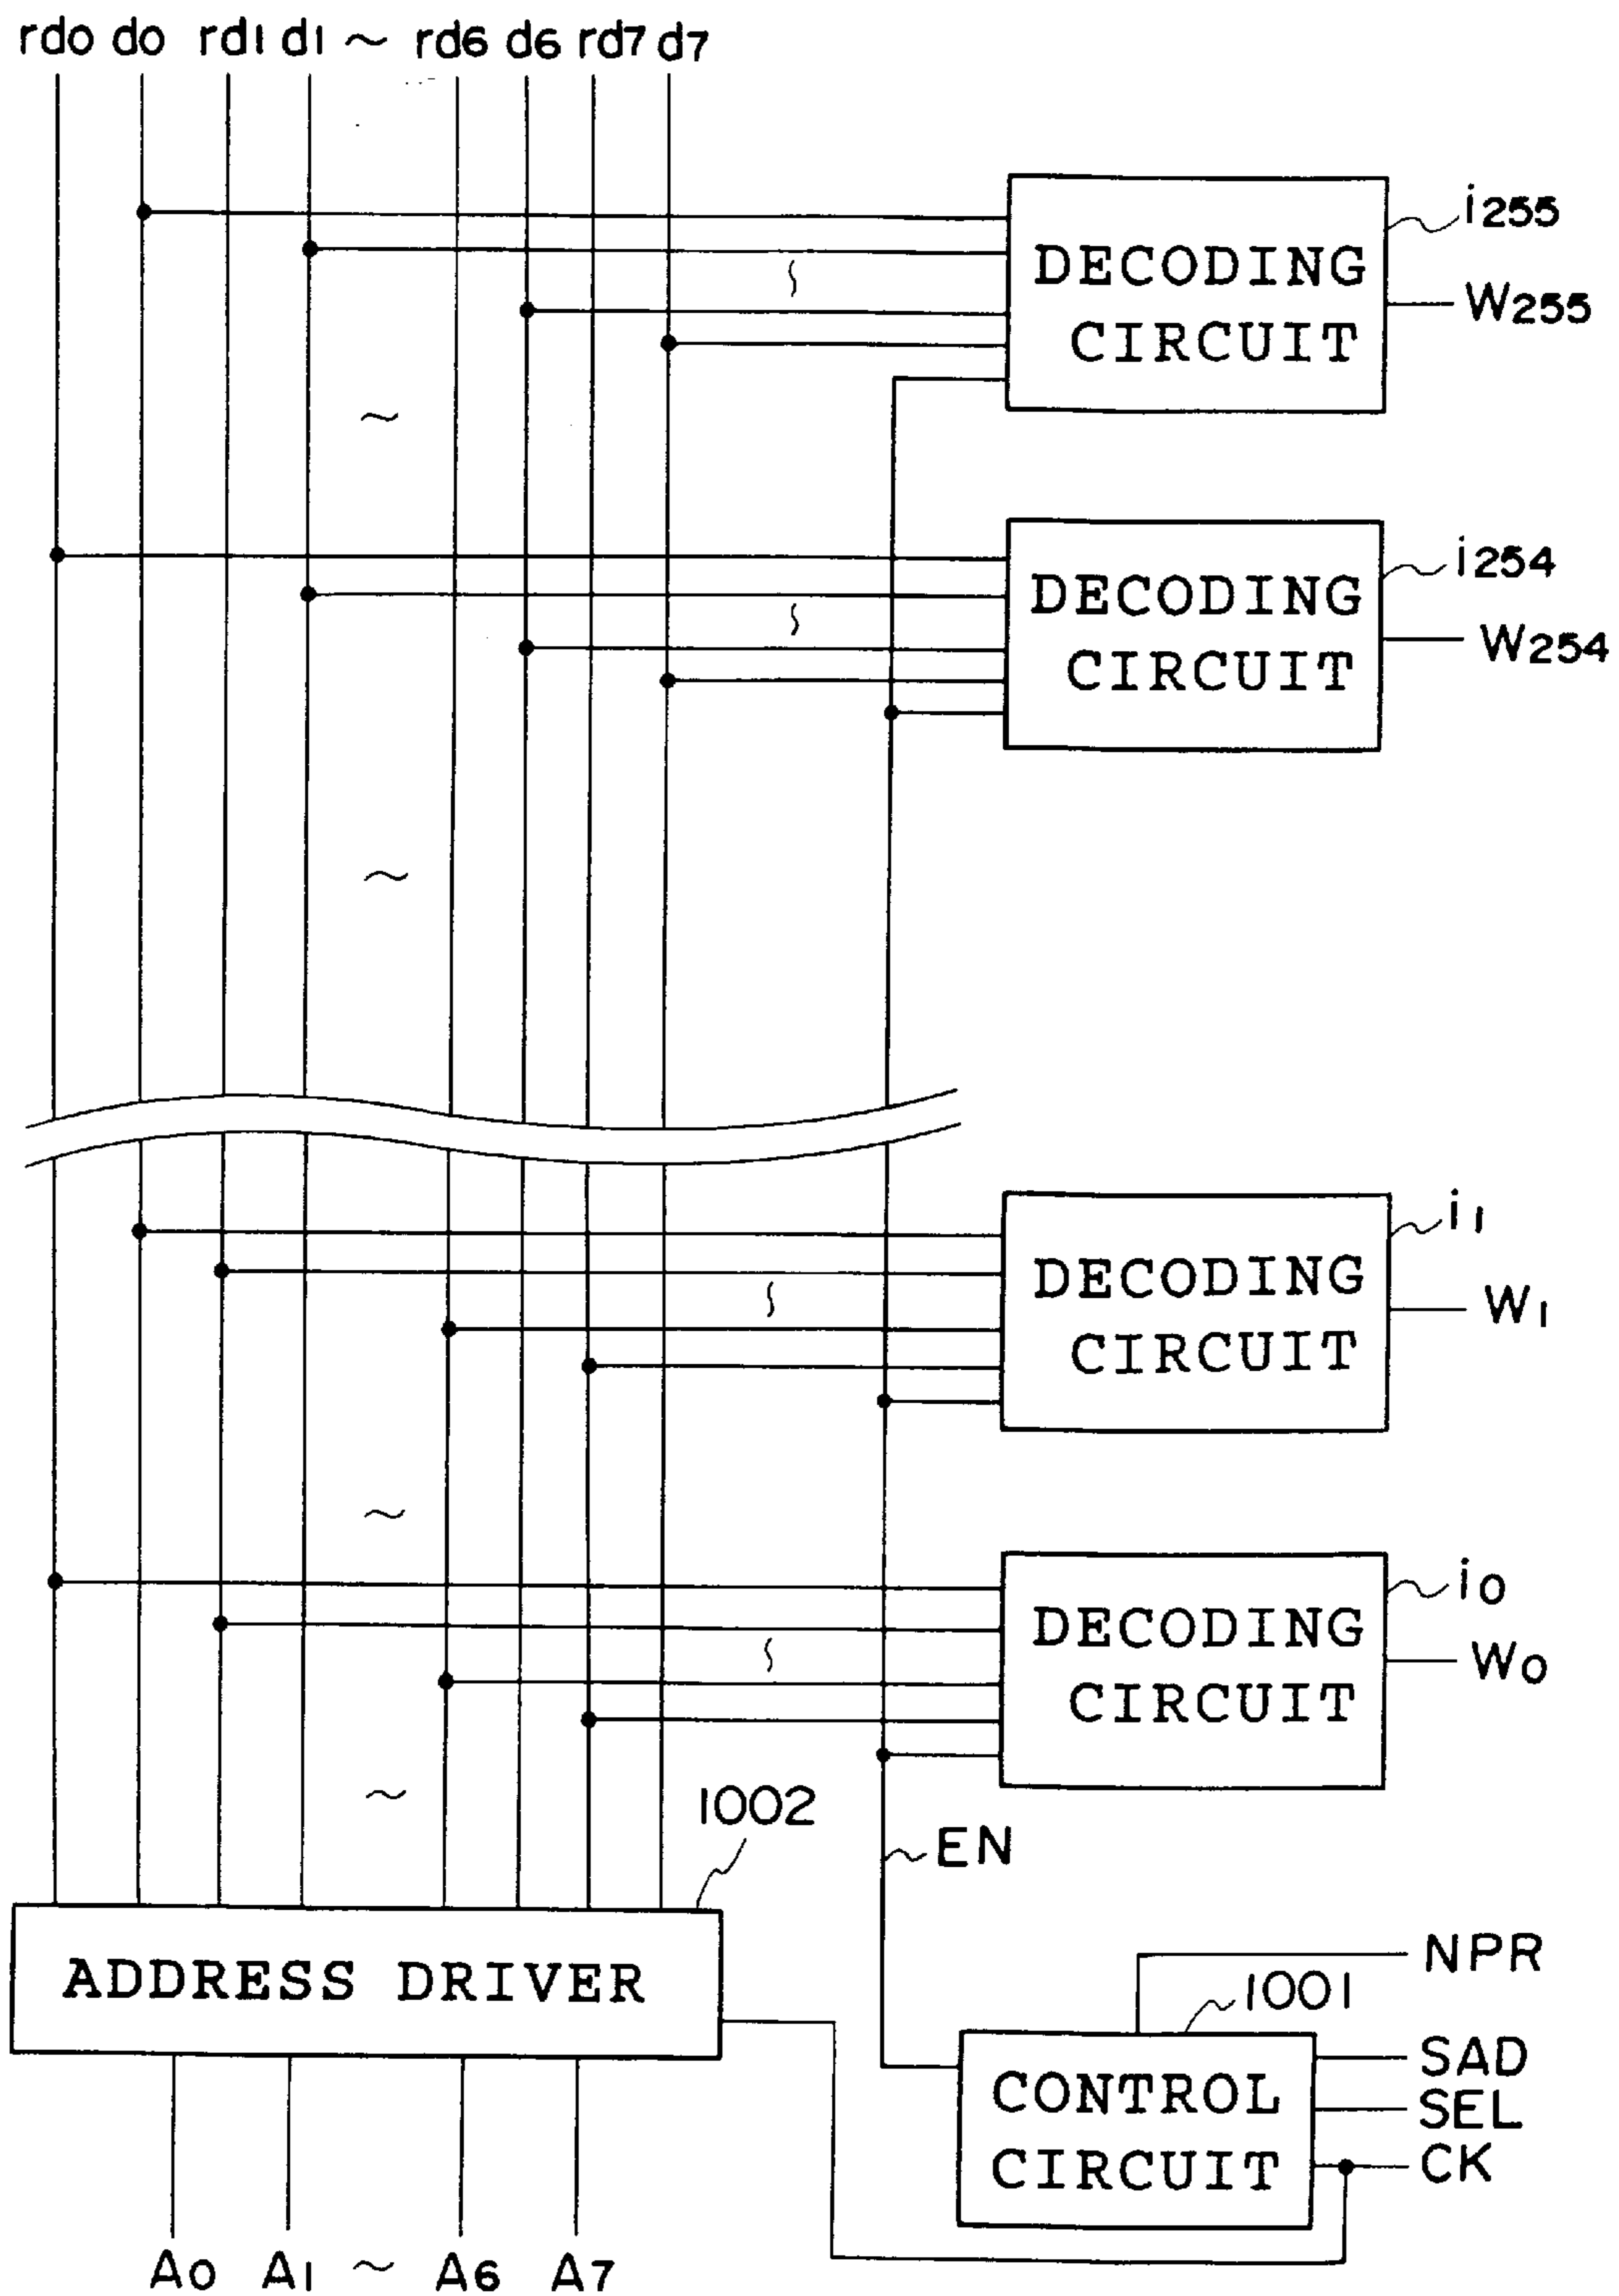 rd0 d0 rd1 d1 ~ rd6 d6 rd7 d7
i255
DECODING
CIRCUIT
W255
~
i254
DECODING
CIRCUIT
W254
~
i1
DECODING
CIRCUIT
W1
~
i0
DECODING
CIRCUIT
W0
~
1002
EN
ADDRESS DRIVER
NPR
1001
CONTROL
CIRCUIT
SAD
SEL
CK
A0 A1 ~ A6 A7